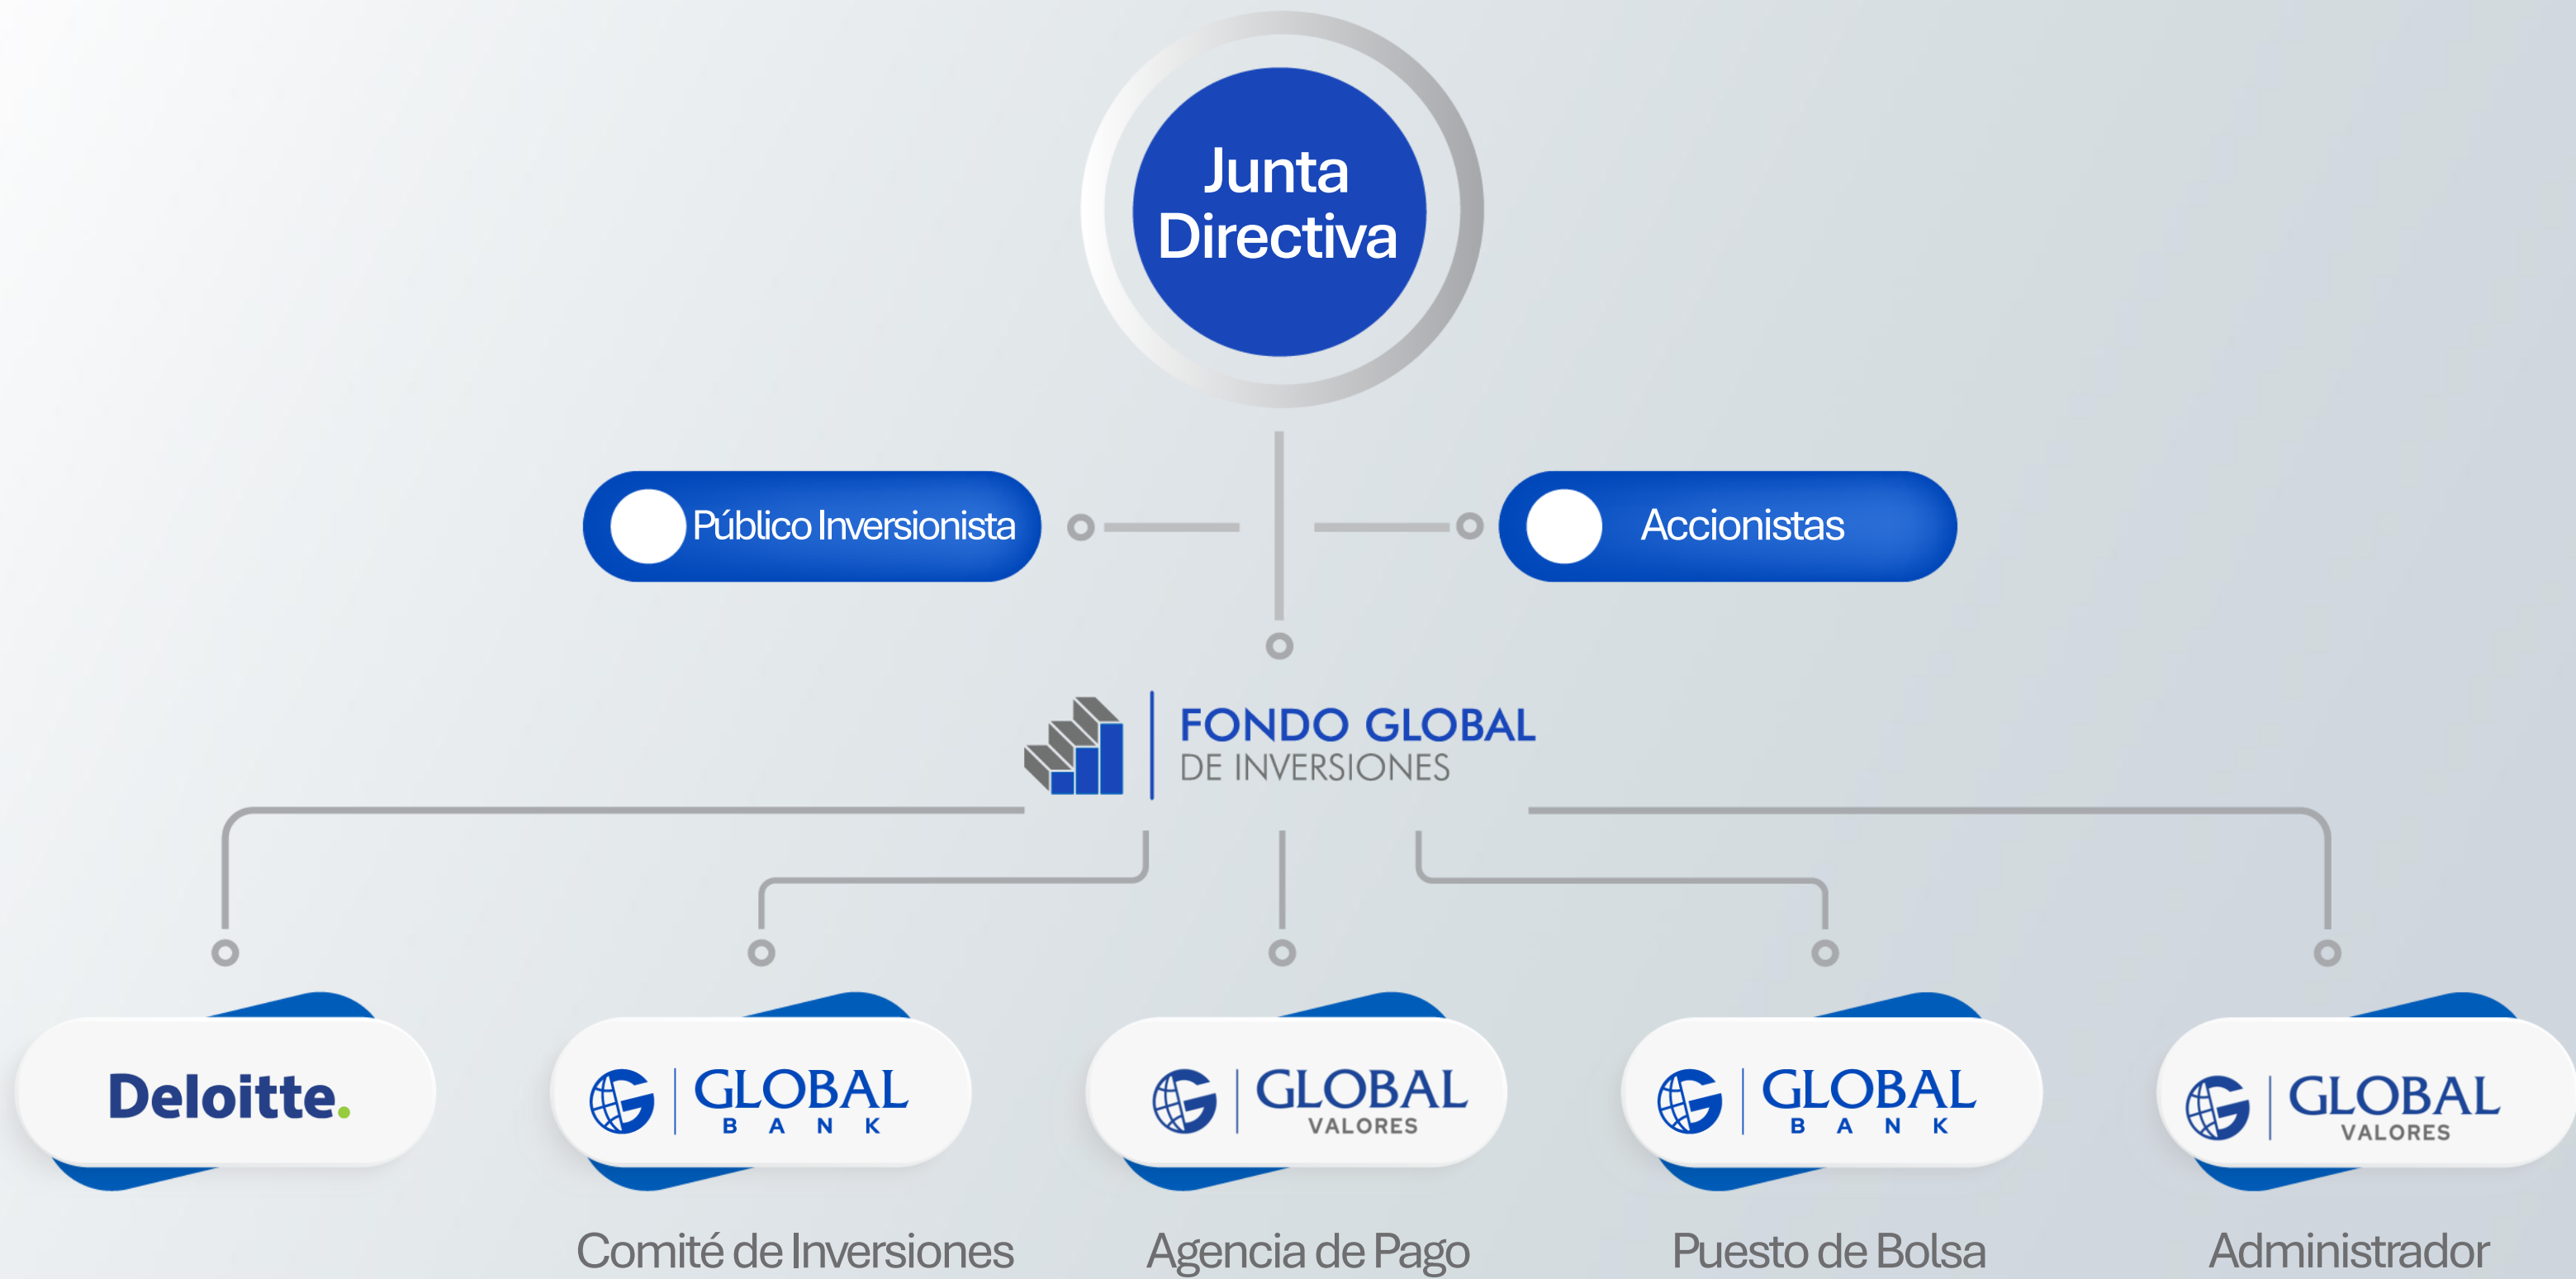 Junta
Directiva
Público Inversionista
Accionistas
FONDO GLOBAL
DE INVERSIONES
Deloitte.
GLOBAL
BANK
GLOBAL
VALORES
GLOBAL
BANK
GLOBAL
VALORES
Comité de Inversiones
Agencia de Pago
Puesto de Bolsa
Administrador